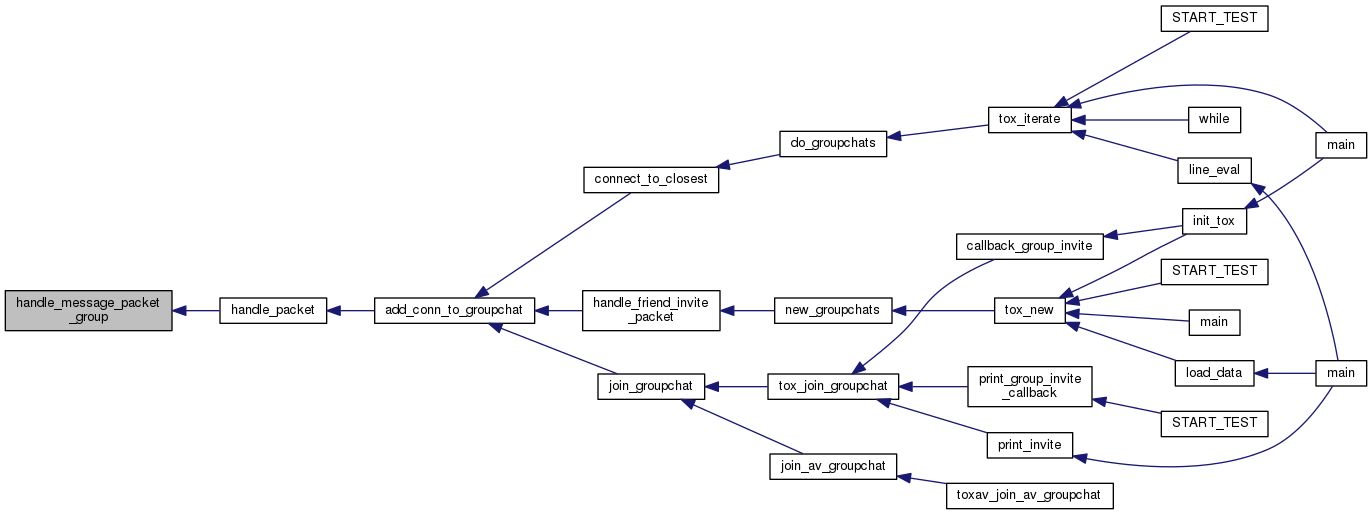 START_TEST
tox_iterate
while
main
do_groupchats
line_eval
connect_to_closest
init_tox
callback_group_invite
START_TEST
handle_message_packet
_group
handle_packet
add_conn_to_groupchat
handle_friend_invite
_packet
new_groupchats
tox_new
main
load_data
main
join_groupchat
tox_join_groupchat
print_group_invite
_callback
START_TEST
print_invite
join_av_groupchat
toxav_join_av_groupchat